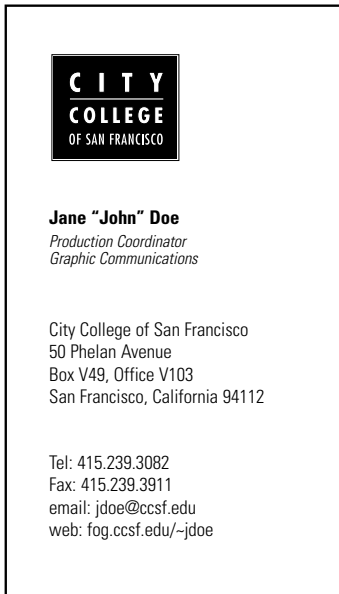 CITY
COLLEGE
OF SAN FRANCISCO
Jane “John” Doe
Production Coordinator
Graphic Communications
City College of San Francisco
50 Phelan Avenue
Box V49, Office V103
San Francisco, California 94112
Tel: 415.239.3082
Fax: 415.239.3911
email: jdoe@ccsf.edu
web: fog.ccsf.edu/~jdoe